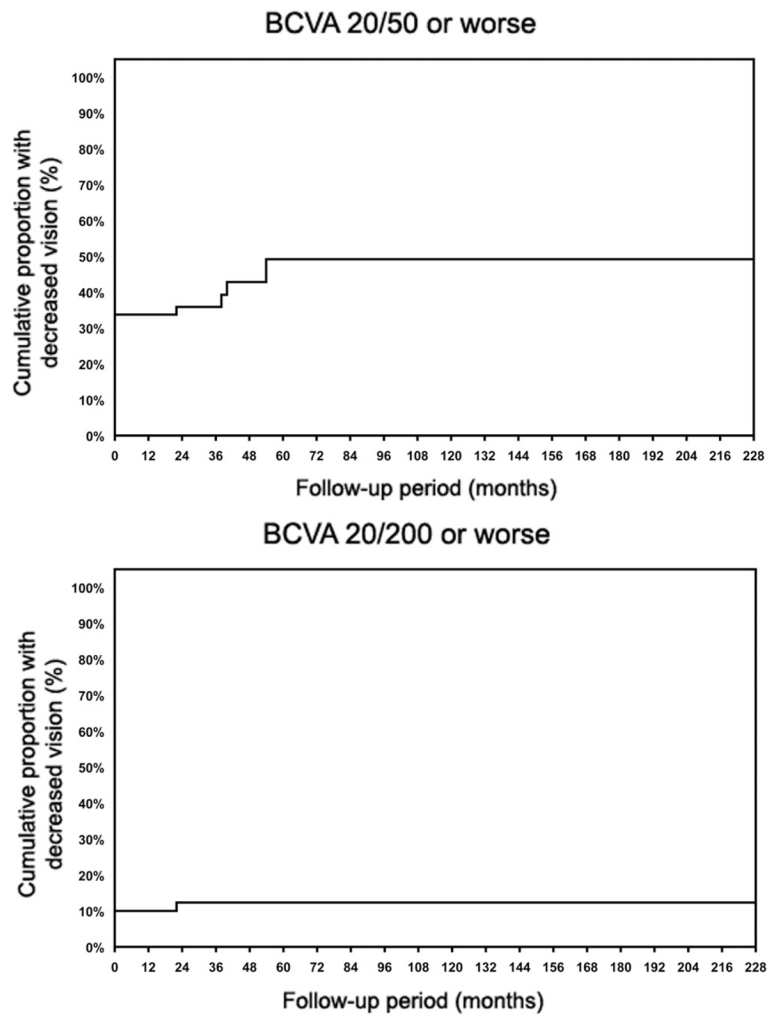 BCVA 20/50 or worse
Cumulative proportion with
decreased vision (%)
100%
90%
80%
70%
60%
50%
40%
30%
20%
10%
0%
0 12 24 36 48 60 72 84 96 108 120 132 144 156 168 180 192 204 216 228
Follow-up period (months)
BCVA 20/200 or worse
Cumulative proportion with
decreased vision (%)
100%
90%
80%
70%
60%
50%
40%
30%
20%
10%
0%
0 12 24 36 48 60 72 84 96 108 120 132 144 156 168 180 192 204 216 228
Follow-up period (months)